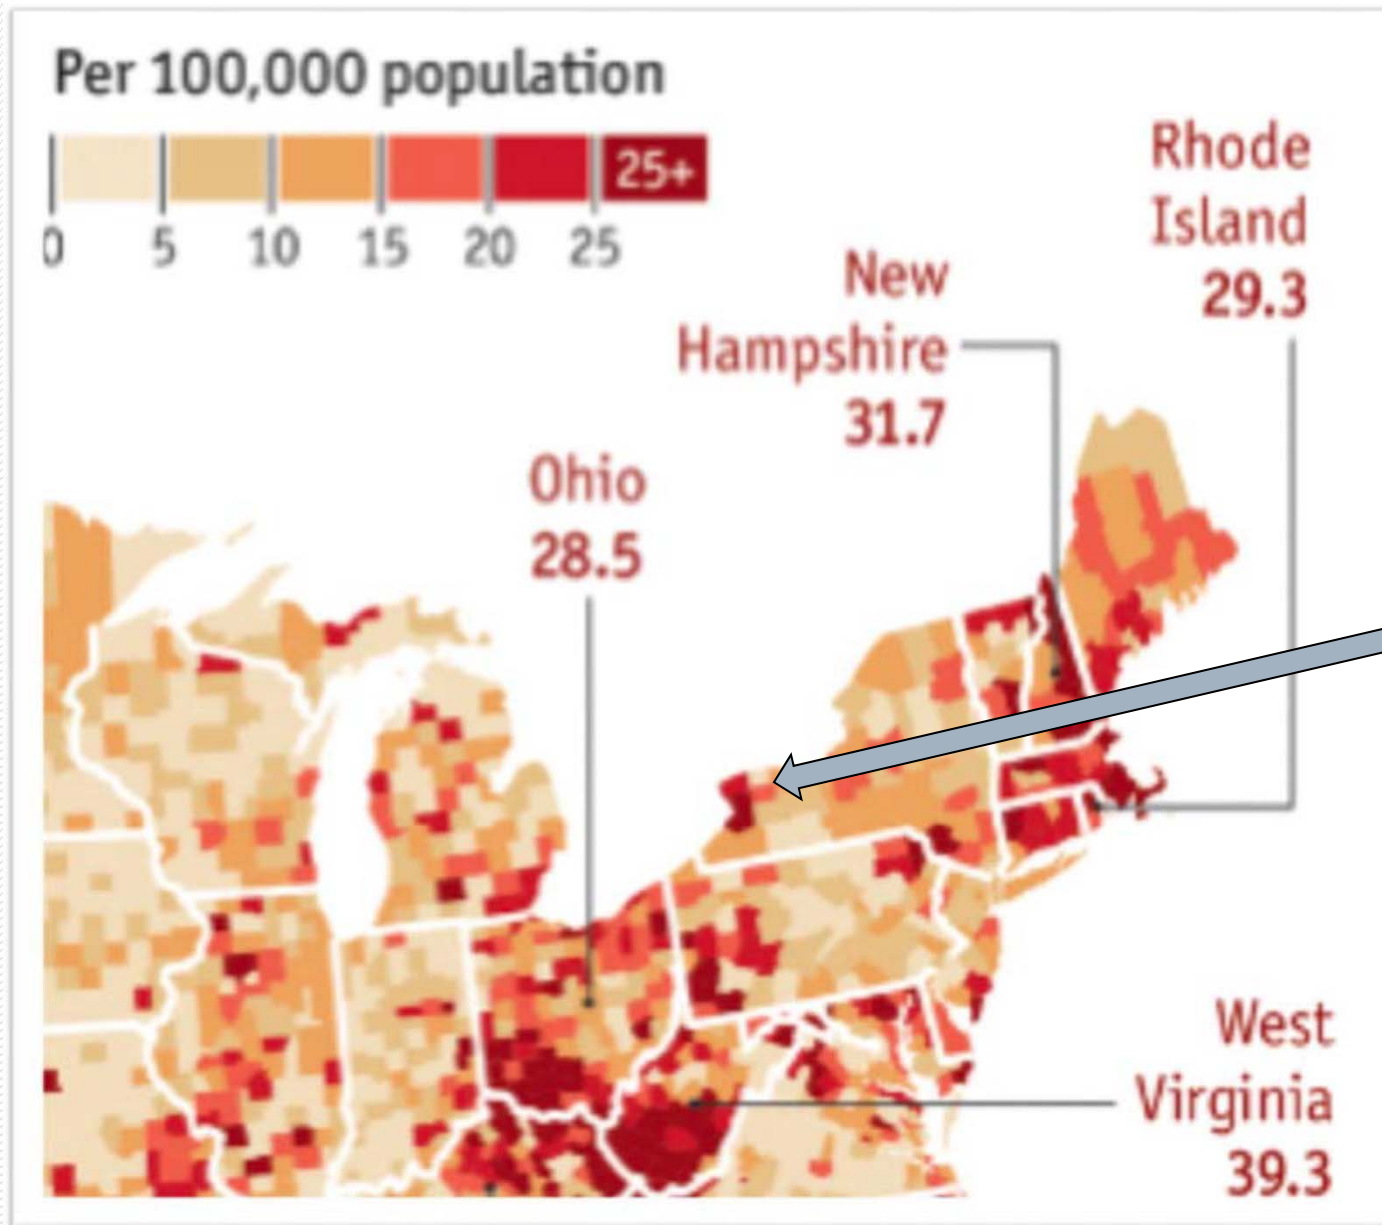 Per 100,000 population
25+
0 5 10 15 20 25
Rhode
Island
29.3
New
Hampshire
31.7
Ohio
28.5
West
Virginia
39.3